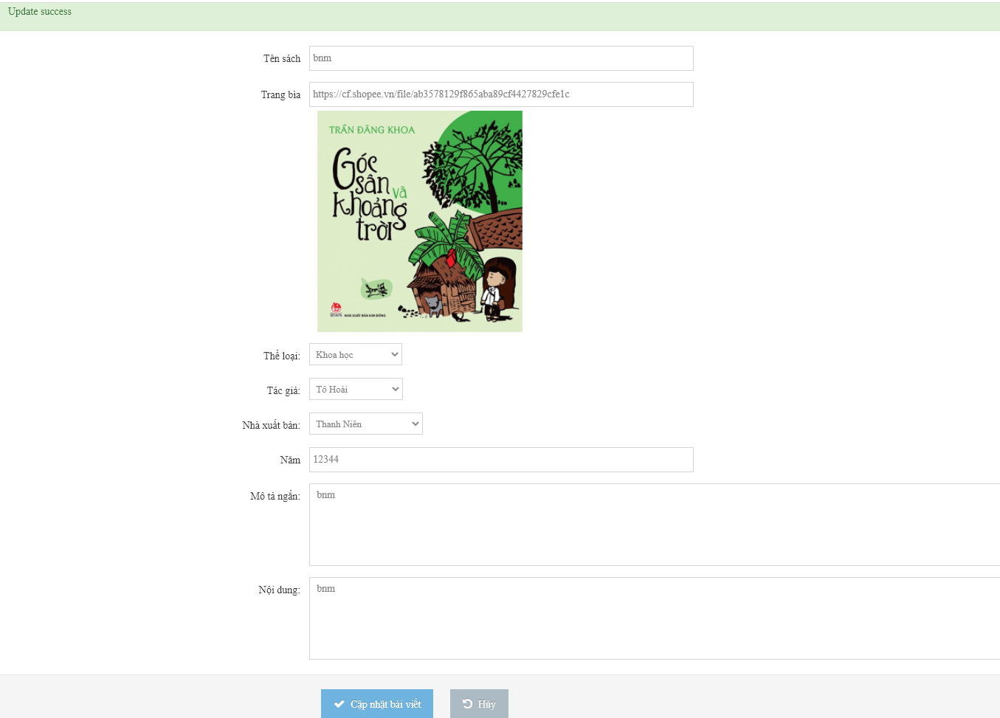 Update success
Tên sách
bnm
Trang bìa
https://cf.shopee.vn/file/ab3578129f865aba89cf4427829cfe1c
TRẦN ĐĂNG KHOA
Góc
sân và
khoảng
trời
NHÀ XUẤT BẢN KIM ĐỒNG
Thể loại:
Khoa học
Tác giả:
Tô Hoài
Nhà xuất bản:
Thanh Niên
Năm
12344
Mô tả ngắn:
bnm
Nội dung:
bnm
Cập nhật bài viết
Hủy